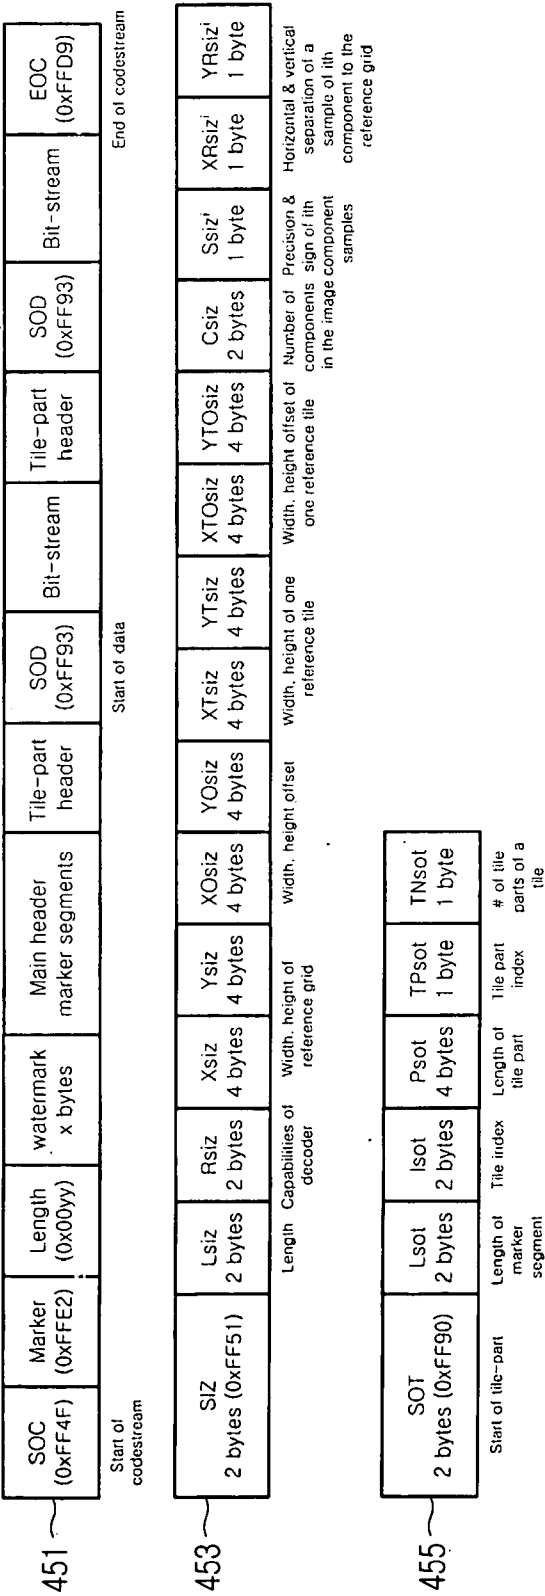 451
SOC
(0xFF4F)
Marker
(0xFFE2)
Length
(0x00yy)
watermark
x bytes
Main header
marker segments
Tile-part
header
SOD
(0xFF93)
Bit-stream
Tile-part
header
SOD
(0xFF93)
Bit-stream
EOC
(0xFFD9)
Start of
codestream
Start of data
End of codestream
453
SIZ
2 bytes (0xFF51)
Lsiz
2 bytes
Rsiz
2 bytes
Xsiz
4 bytes
Ysiz
4 bytes
XOsiz
4 bytes
YOsiz
4 bytes
XTsiz
4 bytes
YTsiz
4 bytes
XTOsiz
4 bytes
YTOsiz
4 bytes
Csiz
2 bytes
Ssizⁱ
1 byte
XRsizⁱ
1 byte
YRsizⁱ
1 byte
Length
Capabilities of
decoder
Width, height of
reference grid
Width, height offset
Width, height of one
reference tile
Width, height offset of
one reference tile
Number of
components
in the image
Precision &
sign of ith
component
samples
Horizontal & vertical
separation of a
sample of ith
component to the
reference grid
455
SOT
2 bytes (0xFF90)
Lsot
2 bytes
Isot
2 bytes
Psot
4 bytes
TPsot
1 byte
TNsot
1 byte
Start of tile-part
Length of
marker
segment
Tile index
Length of
tile part
Tile part
index
# of tile
parts of a
tile